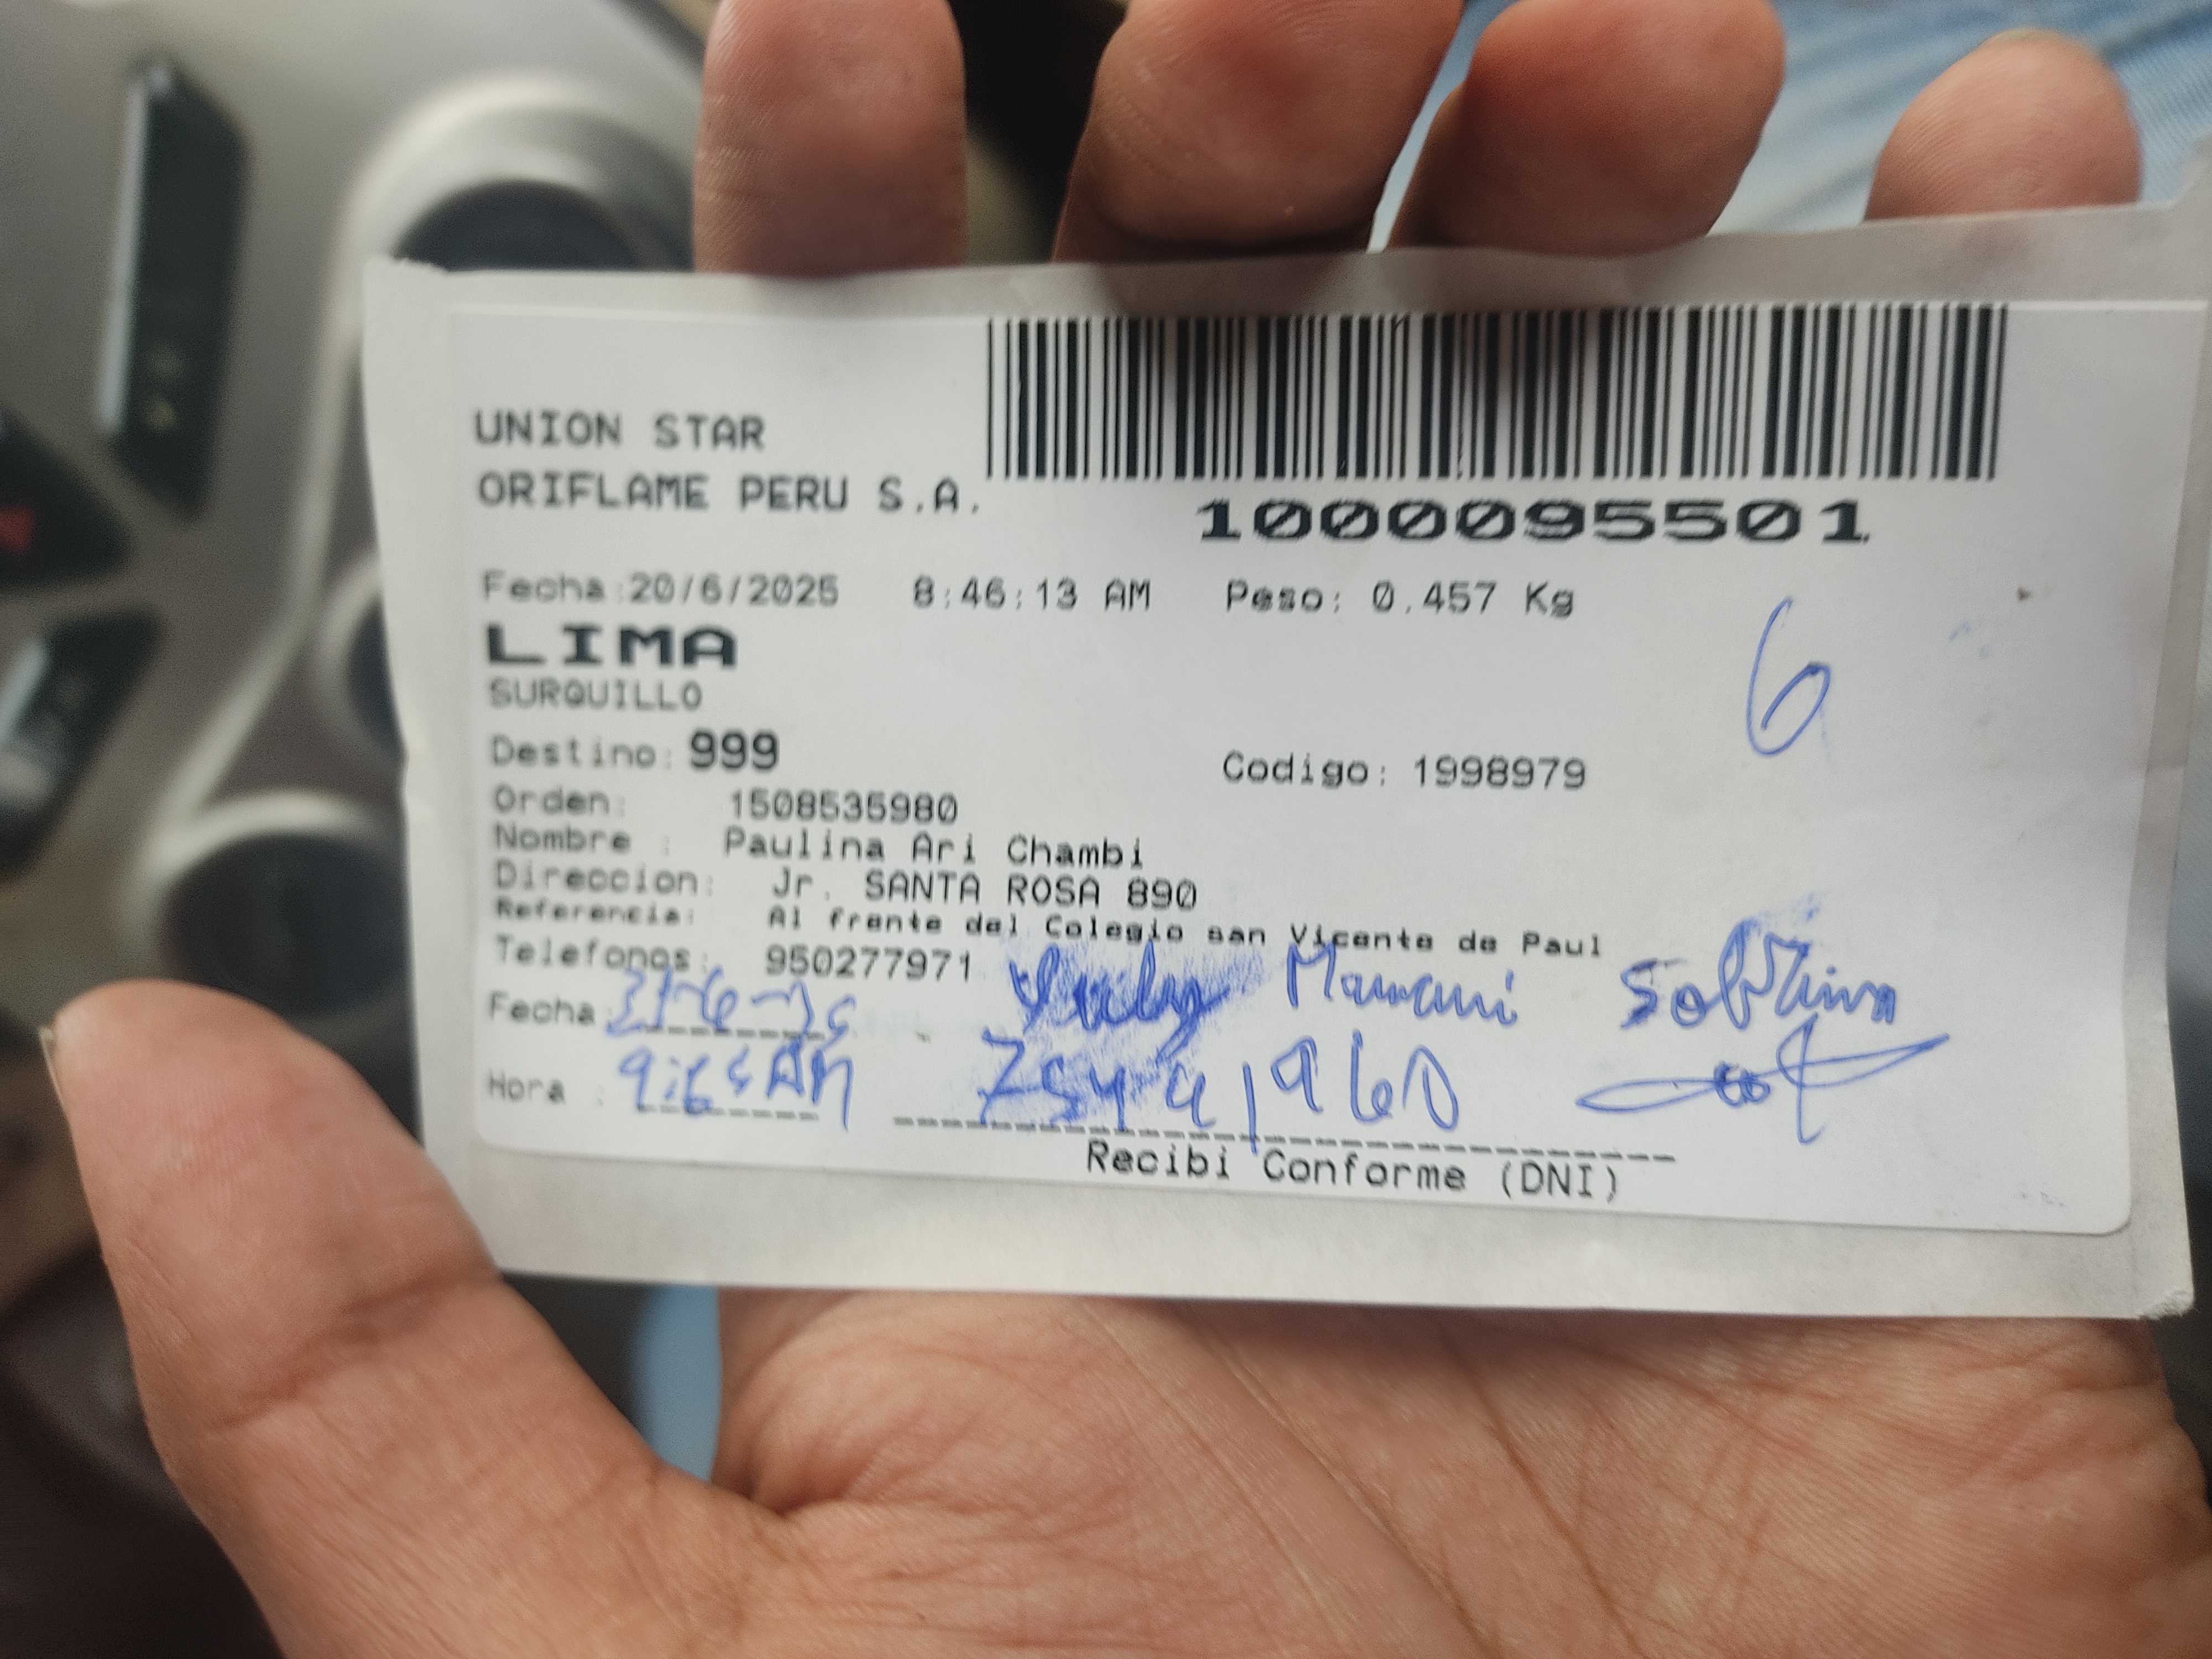 UNION STAR
ORIFLAME PERU S.A.
1000095501
Fecha:20/6/2025 8:46:13 AM Peso: 0.457 Kg
LIMA
6
SURQUILLO
Destino: 999
Codigo: 1998979
Orden: 1508535980
Nombre : Paulina Ari Chambi
Direccion: Jr. SANTA ROSA 890
Referencia: Al frente del Colegio san Vicente de Paul
Telefonos: 950277971
Fecha: Mamani Sobrina
Hora :
Recibi Conforme (DNI)